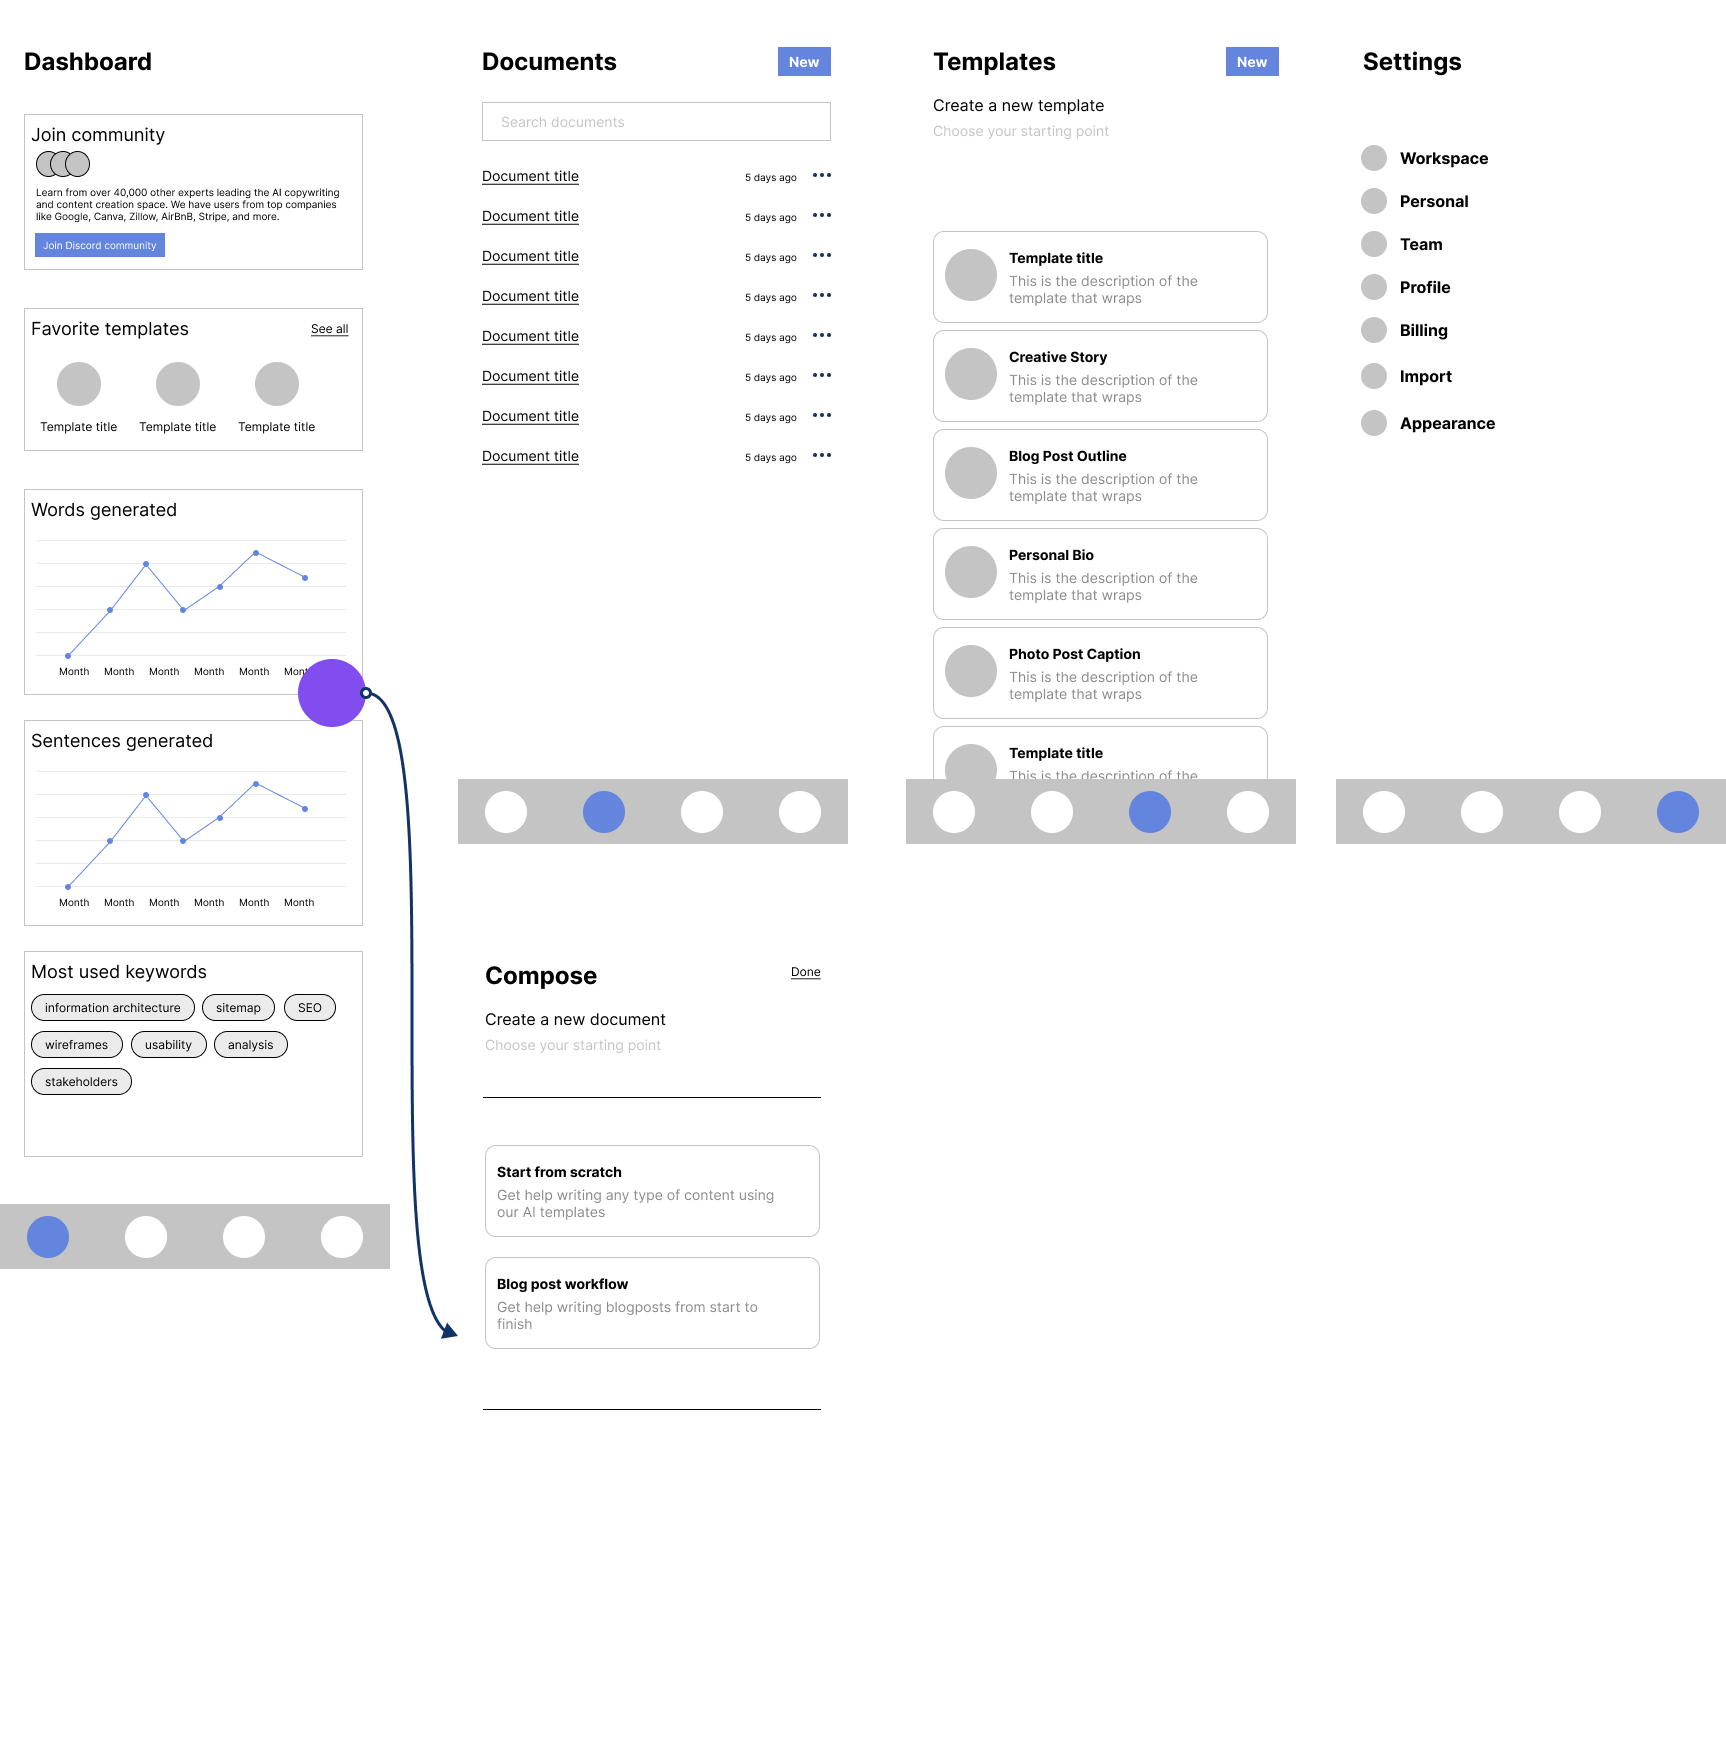 Dashboard
Join community
Learn from over 40,000 other experts leading the AI copywriting
and content creation space. We have users from top companies
like Google, Canva, Zillow, AirBnB, Stripe, and more.
Join Discord community
Favorite templates See all
Template title Template title Template title
Words generated
Month Month Month Month Month
Sentences generated
Month Month Month Month Month Month
Most used keywords
information architecture sitemap SEO
wireframes usability analysis
stakeholders
Documents New
Search documents
Document title 5 days ago
Document title 5 days ago
Document title 5 days ago
Document title 5 days ago
Document title 5 days ago
Document title 5 days ago
Document title 5 days ago
Document title 5 days ago
Templates New
Create a new template
Choose your starting point
Template title
This is the description of the
template that wraps
Creative Story
This is the description of the
template that wraps
Blog Post Outline
This is the description of the
template that wraps
Personal Bio
This is the description of the
template that wraps
Photo Post Caption
This is the description of the
template that wraps
Template title
This is the description of the
Settings
Workspace
Personal
Team
Profile
Billing
Import
Appearance
Compose Done
Create a new document
Choose your starting point
Start from scratch
Get help writing any type of content using
our AI templates
Blog post workflow
Get help writing blogposts from start to
finish